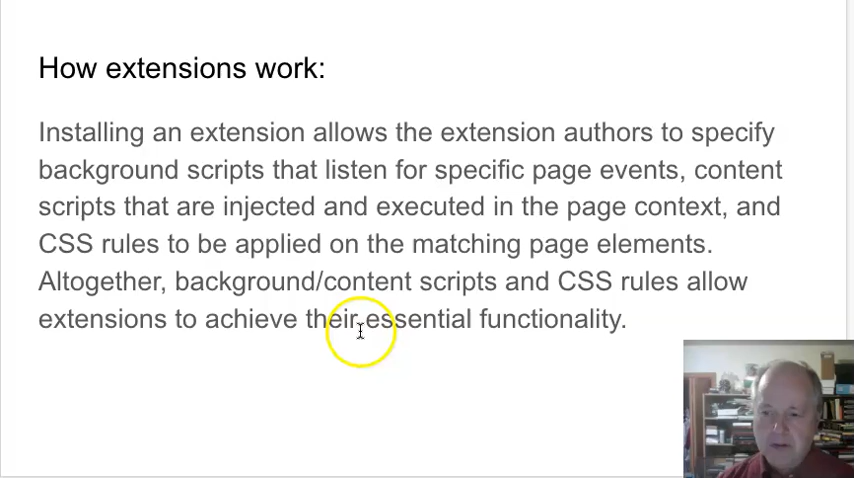 How extensions work:
Installing an extension allows the extension authors to specify
background scripts that listen for specific page events, content
scripts that are injected and executed in the page context, and
CSS rules to be applied on the matching page elements.
Altogether, background/content scripts and CSS rules allow
extensions to achieve their essential functionality.